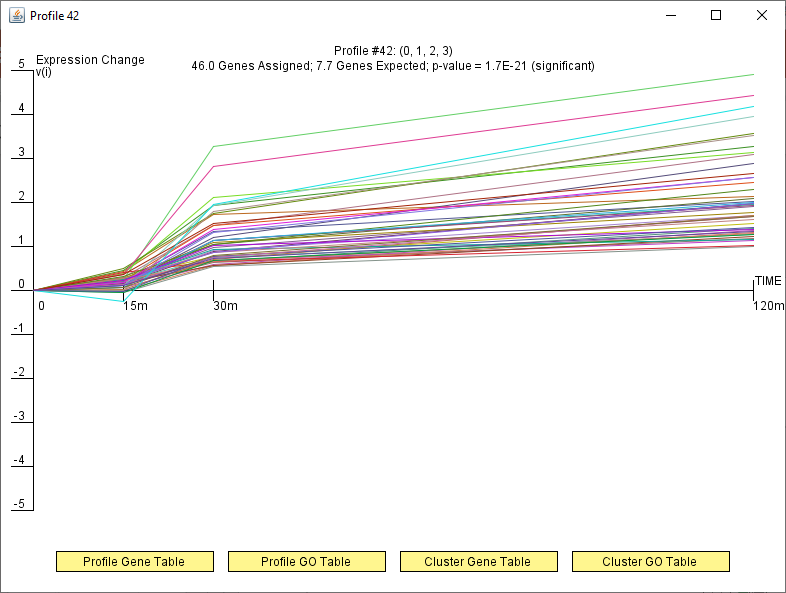 Profile 42
Profile #42: (0, 1, 2, 3)
46.0 Genes Assigned; 7.7 Genes Expected; p-value = 1.7E-21 (significant)
Expression Change
v(i)
5
4
3
2
1
0
-1
-2
-3
-4
-5
TIME
0 15m 30m 120m
Profile Gene Table Profile GO Table Cluster Gene Table Cluster GO Table